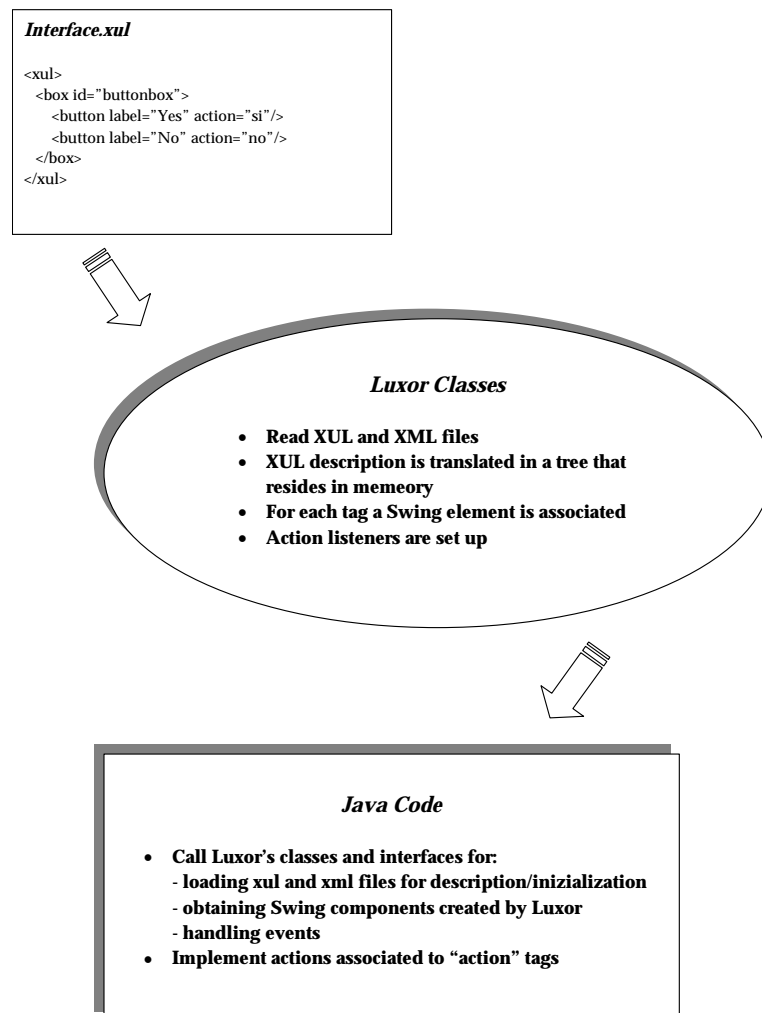 Interface.xul
<xul>
<box id=”buttonbox”>
<button label=”Yes” action=”si”/>
<button label=”No” action=”no”/>
</box>
</xul>
Luxor Classes
• Read XUL and XML files
• XUL description is translated in a tree that
resides in memeory
• For each tag a Swing element is associated
• Action listeners are set up
Java Code
• Call Luxor’s classes and interfaces for:
- loading xul and xml files for description/inizialization
- obtaining Swing components created by Luxor
- handling events
• Implement actions associated to “action” tags